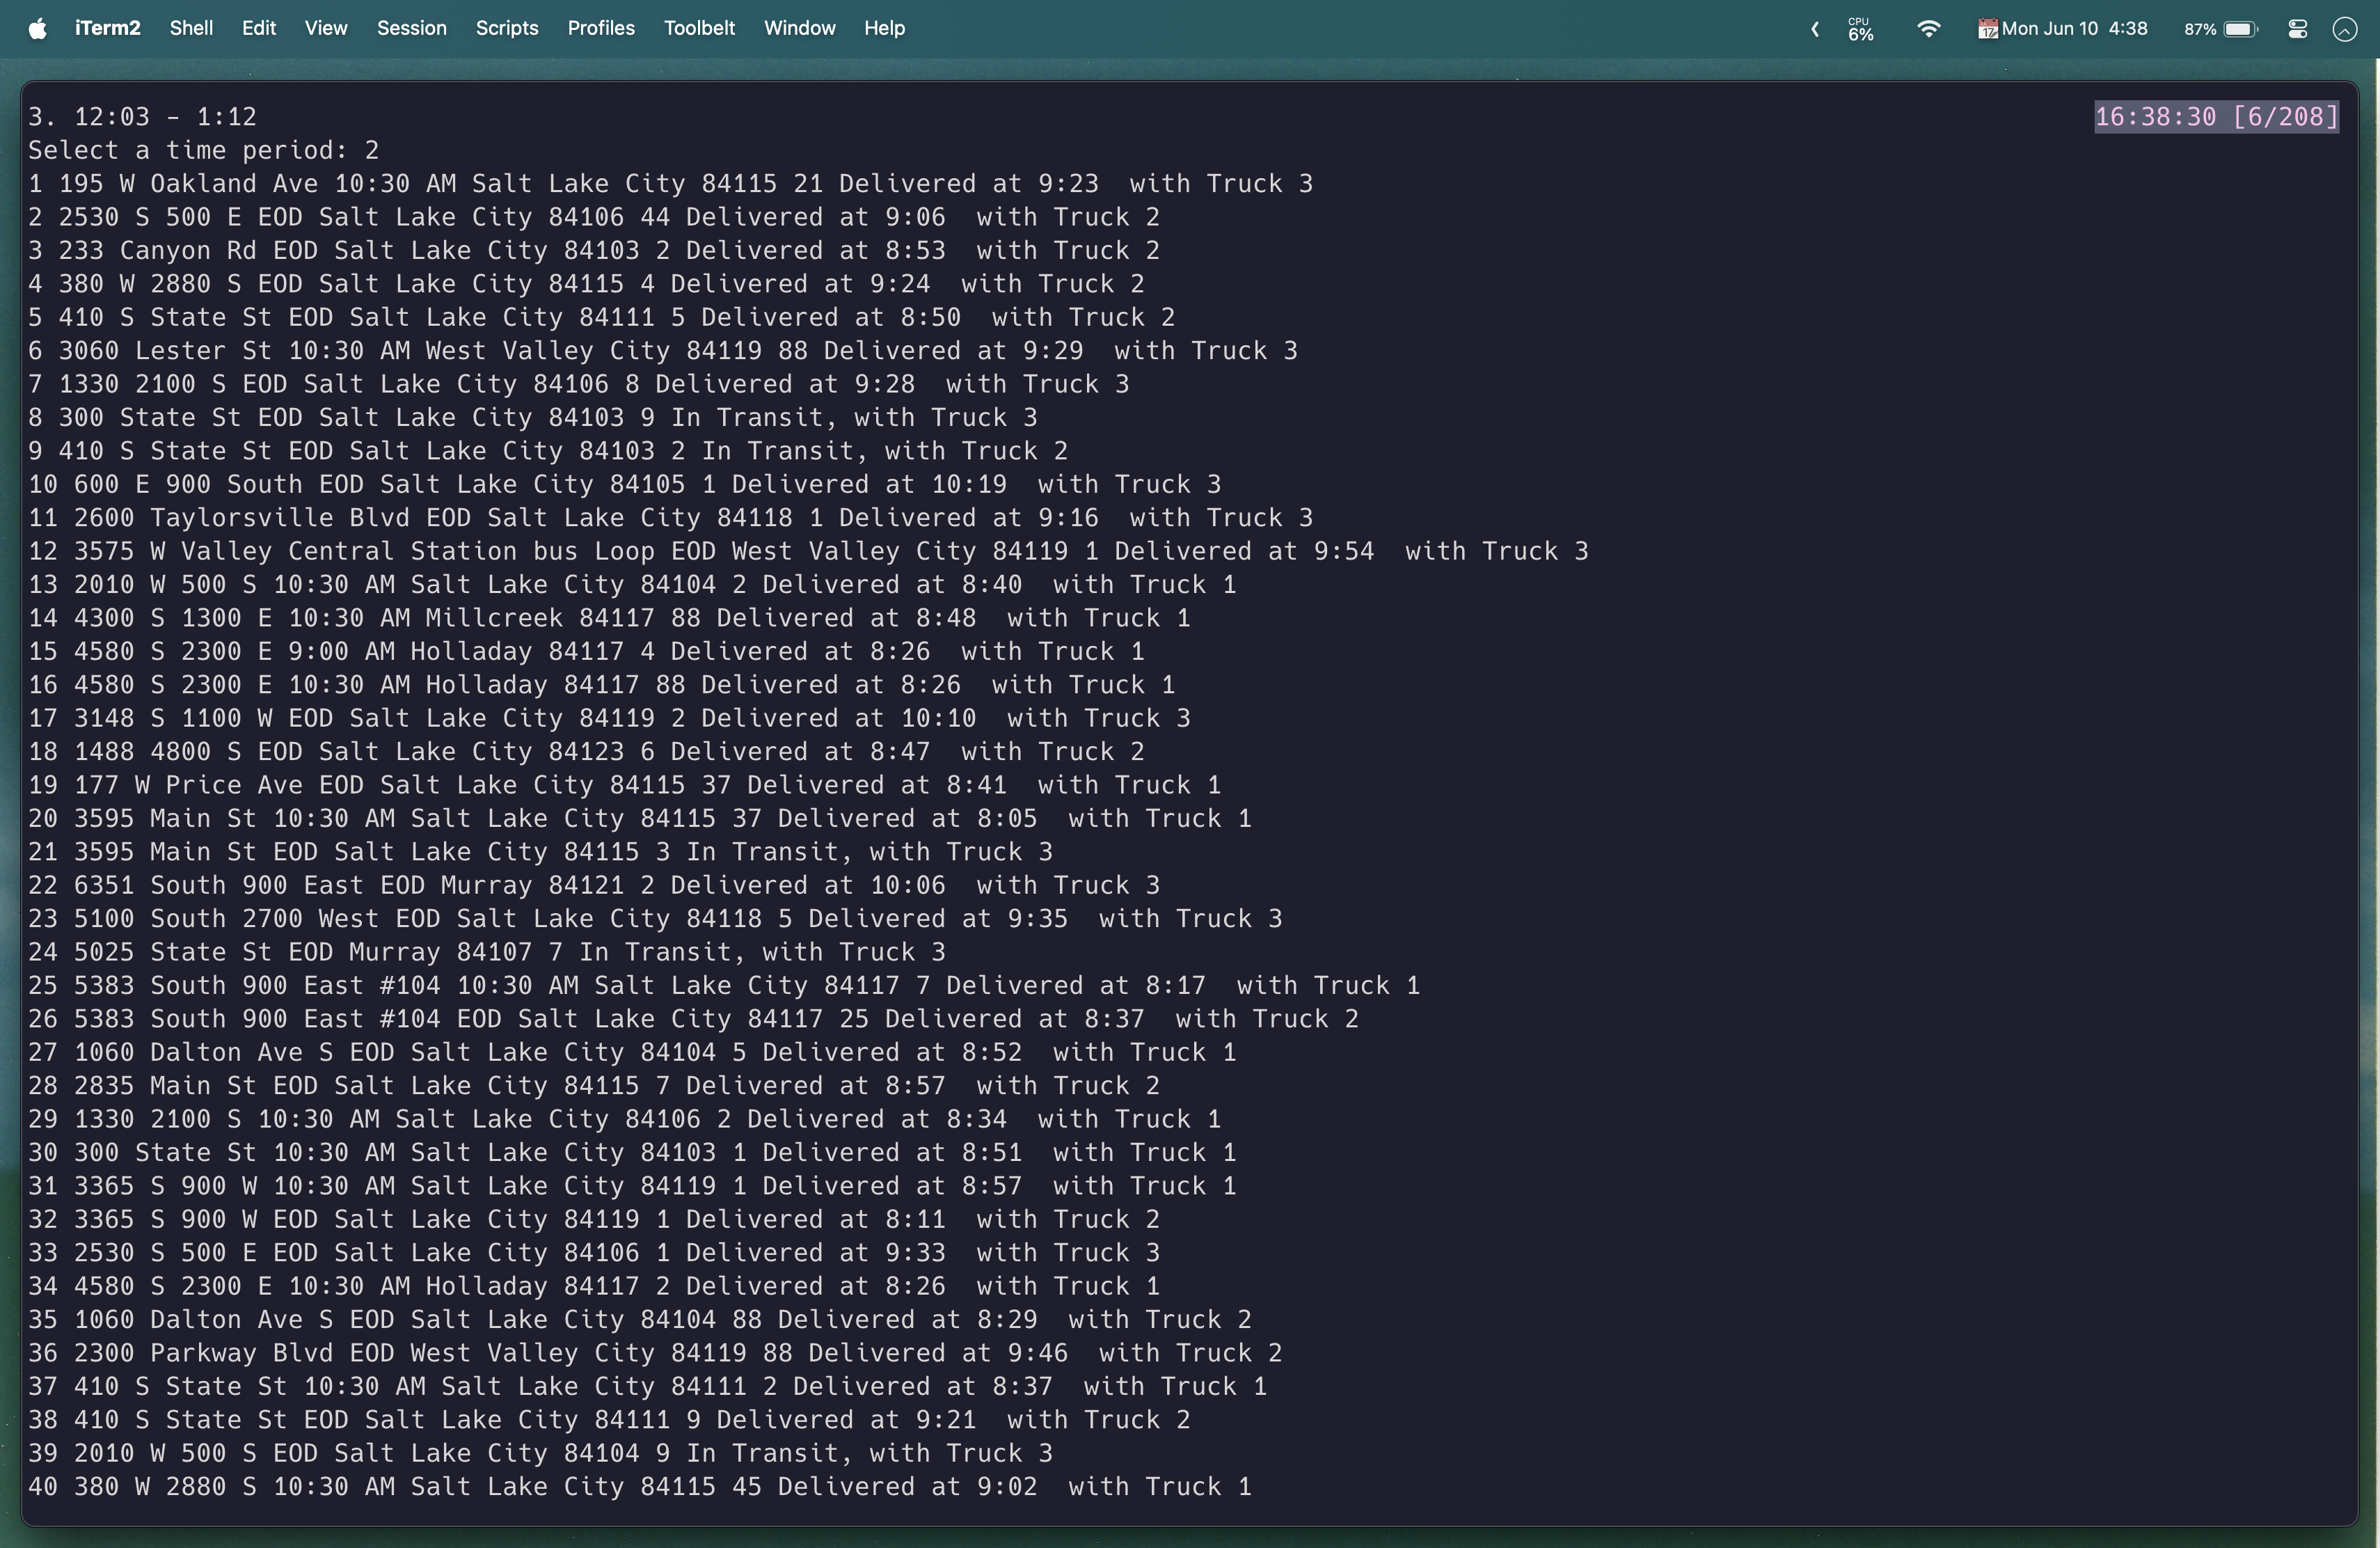 iTerm2 Shell Edit View Session Scripts Profiles Toolbelt Window Help CPU 6% 17 Mon Jun 10 4:38 87%
3. 12:03 - 1:12 16:38:30 [6/208]
Select a time period: 2
1 195 W Oakland Ave 10:30 AM Salt Lake City 84115 21 Delivered at 9:23  with Truck 3
2 2530 S 500 E EOD Salt Lake City 84106 44 Delivered at 9:06  with Truck 2
3 233 Canyon Rd EOD Salt Lake City 84103 2 Delivered at 8:53  with Truck 2
4 380 W 2880 S EOD Salt Lake City 84115 4 Delivered at 9:24  with Truck 2
5 410 S State St EOD Salt Lake City 84111 5 Delivered at 8:50  with Truck 2
6 3060 Lester St 10:30 AM West Valley City 84119 88 Delivered at 9:29  with Truck 3
7 1330 2100 S EOD Salt Lake City 84106 8 Delivered at 9:28  with Truck 3
8 300 State St EOD Salt Lake City 84103 9 In Transit, with Truck 3
9 410 S State St EOD Salt Lake City 84103 2 In Transit, with Truck 2
10 600 E 900 South EOD Salt Lake City 84105 1 Delivered at 10:19  with Truck 3
11 2600 Taylorsville Blvd EOD Salt Lake City 84118 1 Delivered at 9:16  with Truck 3
12 3575 W Valley Central Station bus Loop EOD West Valley City 84119 1 Delivered at 9:54  with Truck 3
13 2010 W 500 S 10:30 AM Salt Lake City 84104 2 Delivered at 8:40  with Truck 1
14 4300 S 1300 E 10:30 AM Millcreek 84117 88 Delivered at 8:48  with Truck 1
15 4580 S 2300 E 9:00 AM Holladay 84117 4 Delivered at 8:26  with Truck 1
16 4580 S 2300 E 10:30 AM Holladay 84117 88 Delivered at 8:26  with Truck 1
17 3148 S 1100 W EOD Salt Lake City 84119 2 Delivered at 10:10  with Truck 3
18 1488 4800 S EOD Salt Lake City 84123 6 Delivered at 8:47  with Truck 2
19 177 W Price Ave EOD Salt Lake City 84115 37 Delivered at 8:41  with Truck 1
20 3595 Main St 10:30 AM Salt Lake City 84115 37 Delivered at 8:05  with Truck 1
21 3595 Main St EOD Salt Lake City 84115 3 In Transit, with Truck 3
22 6351 South 900 East EOD Murray 84121 2 Delivered at 10:06  with Truck 3
23 5100 South 2700 West EOD Salt Lake City 84118 5 Delivered at 9:35  with Truck 3
24 5025 State St EOD Murray 84107 7 In Transit, with Truck 3
25 5383 South 900 East #104 10:30 AM Salt Lake City 84117 7 Delivered at 8:17  with Truck 1
26 5383 South 900 East #104 EOD Salt Lake City 84117 25 Delivered at 8:37  with Truck 2
27 1060 Dalton Ave S EOD Salt Lake City 84104 5 Delivered at 8:52  with Truck 1
28 2835 Main St EOD Salt Lake City 84115 7 Delivered at 8:57  with Truck 2
29 1330 2100 S 10:30 AM Salt Lake City 84106 2 Delivered at 8:34  with Truck 1
30 300 State St 10:30 AM Salt Lake City 84103 1 Delivered at 8:51  with Truck 1
31 3365 S 900 W 10:30 AM Salt Lake City 84119 1 Delivered at 8:57  with Truck 1
32 3365 S 900 W EOD Salt Lake City 84119 1 Delivered at 8:11  with Truck 2
33 2530 S 500 E EOD Salt Lake City 84106 1 Delivered at 9:33  with Truck 3
34 4580 S 2300 E 10:30 AM Holladay 84117 2 Delivered at 8:26  with Truck 1
35 1060 Dalton Ave S EOD Salt Lake City 84104 88 Delivered at 8:29  with Truck 2
36 2300 Parkway Blvd EOD West Valley City 84119 88 Delivered at 9:46  with Truck 2
37 410 S State St 10:30 AM Salt Lake City 84111 2 Delivered at 8:37  with Truck 1
38 410 S State St EOD Salt Lake City 84111 9 Delivered at 9:21  with Truck 2
39 2010 W 500 S EOD Salt Lake City 84104 9 In Transit, with Truck 3
40 380 W 2880 S 10:30 AM Salt Lake City 84115 45 Delivered at 9:02  with Truck 1